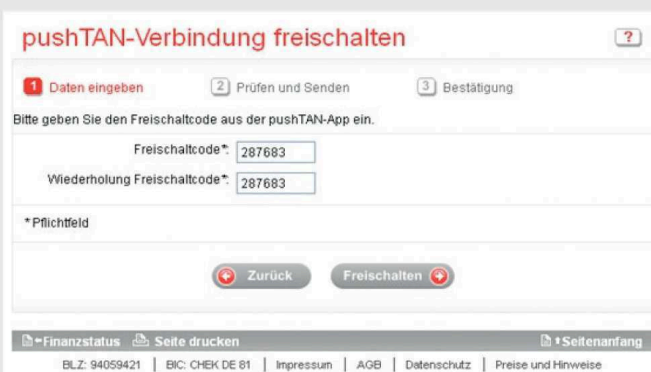 pushTAN-Verbindung freischalten
?
1 Daten eingeben 2 Prüfen und Senden 3 Bestätigung
Bitte geben Sie den Freischaltcode aus der pushTAN-App ein.
Freischaltcode*: 287683
Wiederholung Freischaltcode*: 287683
*Pflichtfeld
Zurück Freischalten
Finanzstatus Seite drucken Seitenanfang
BLZ: 94059421 | BIC: CHEK DE 81 | Impressum | AGB | Datenschutz | Preise und Hinweise